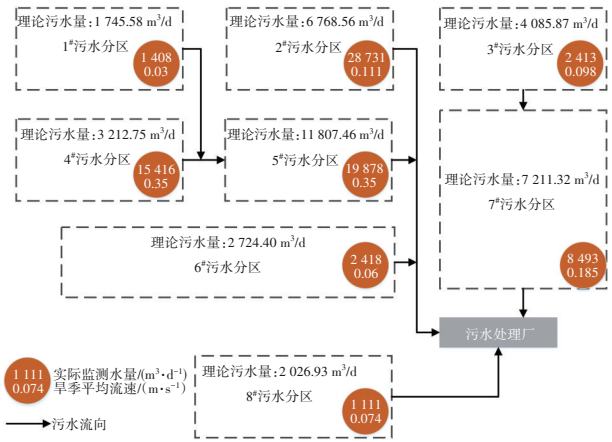 理论污水量:1 745.58 m³/d
1#污水分区
1 408
0.03
理论污水量:6 768.56 m³/d
2#污水分区
28 731
0.111
理论污水量:4 085.87 m³/d
3#污水分区
2 413
0.098
理论污水量:3 212.75 m³/d
4#污水分区
15 416
0.35
理论污水量:11 807.46 m³/d
5#污水分区
19 878
0.35
理论污水量:7 211.32 m³/d
7#污水分区
8 493
0.185
理论污水量:2 724.40 m³/d
6#污水分区
2 418
0.06
污水处理厂
理论污水量:2 026.93 m³/d
8#污水分区
1 111
0.074
1 111
0.074
实际监测水量/(m³·d⁻¹)
旱季平均流速/(m·s⁻¹)
污水流向